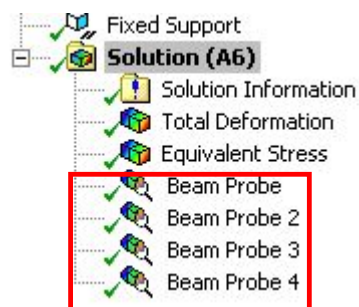 Fixed Support
Solution (A6)
Solution Information
Total Deformation
Equivalent Stress
Beam Probe
Beam Probe 2
Beam Probe 3
Beam Probe 4